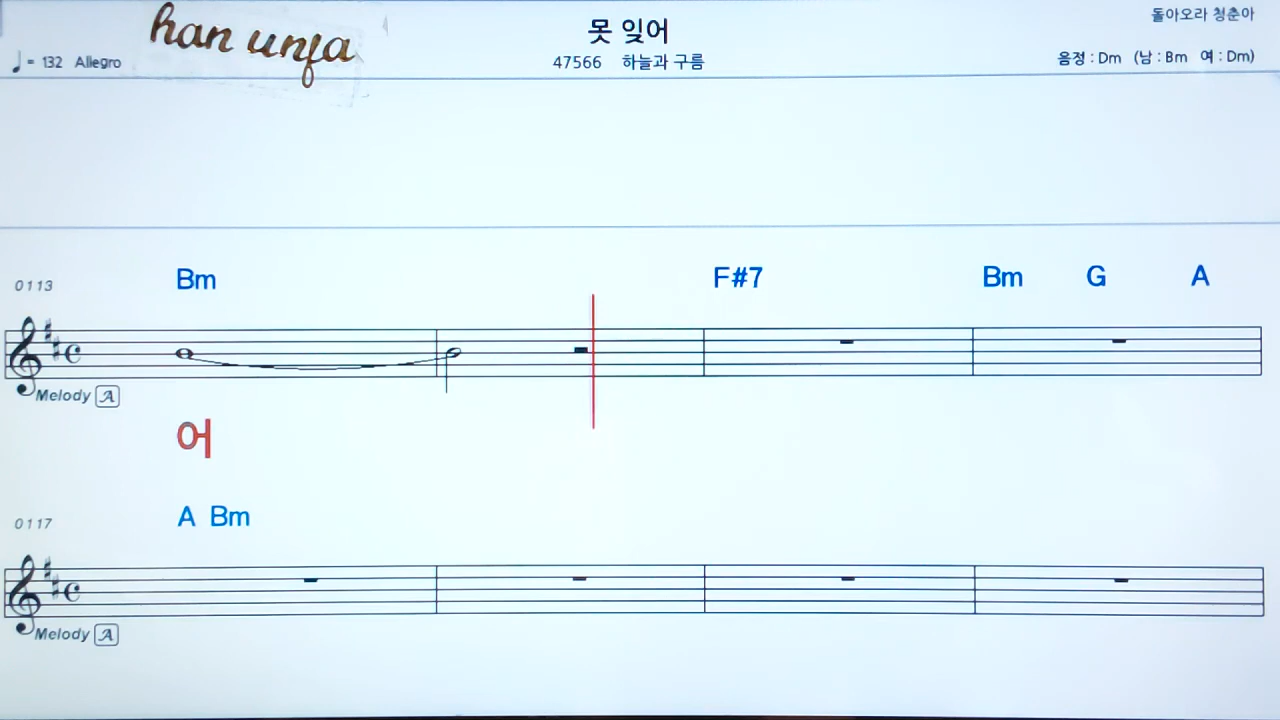 돌아오라 청춘아
han unfa
못 잊어
♩= 132 Allegro
47566 하늘과 구름
음정 : Dm (남 : Bm 여 : Dm)
0113
Bm F#7 Bm G A
Melody A
어
0117
A Bm
Melody A